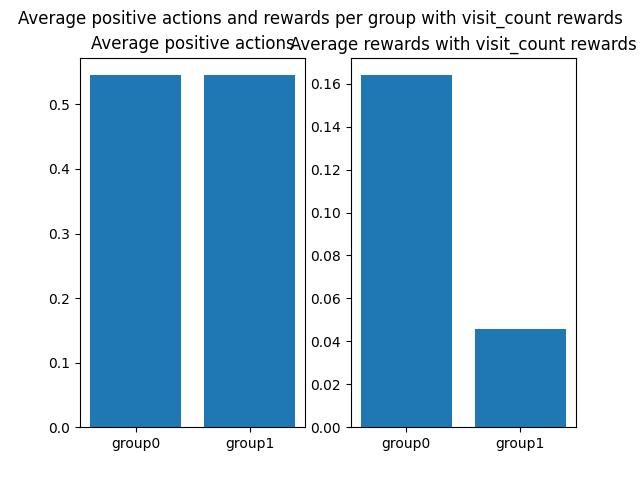 Average positive actions and rewards per group with visit_count rewards
Average positive actions
Average rewards with visit_count rewards
0.5
0.4
0.3
0.2
0.1
0.0
group0
group1
0.16
0.14
0.12
0.10
0.08
0.06
0.04
0.02
0.00
group0
group1